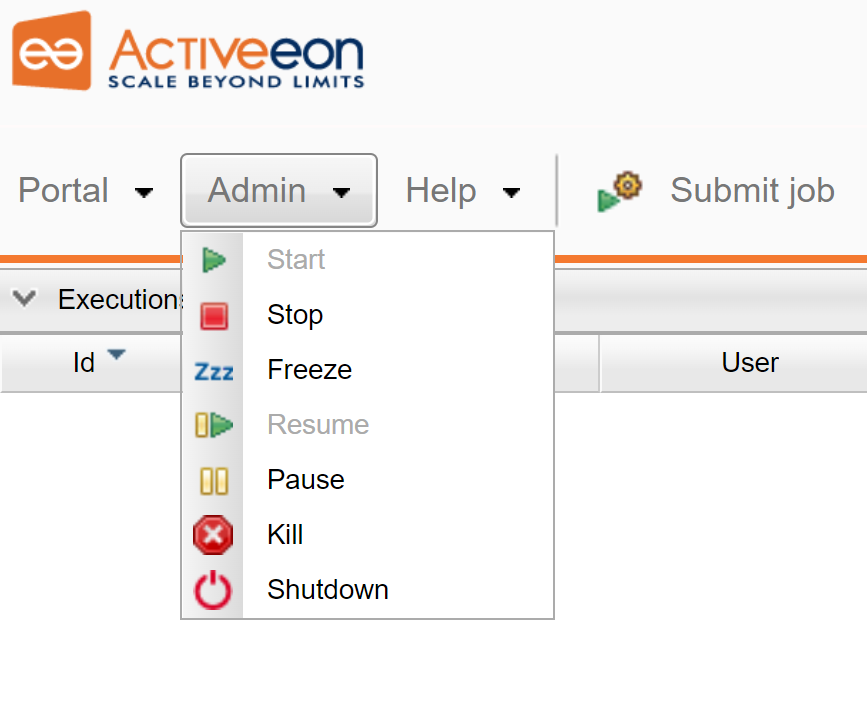 Activeeon
SCALE BEYOND LIMITS
Portal Admin Help Submit job
Start
Executions
Stop
Id User
Zzz Freeze
Resume
Pause
Kill
Shutdown